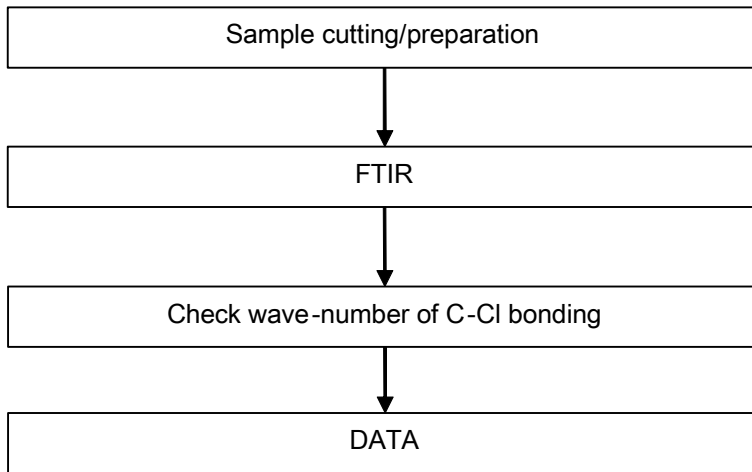 Sample cutting/preparation
FTIR
Check wave-number of C-Cl bonding
DATA